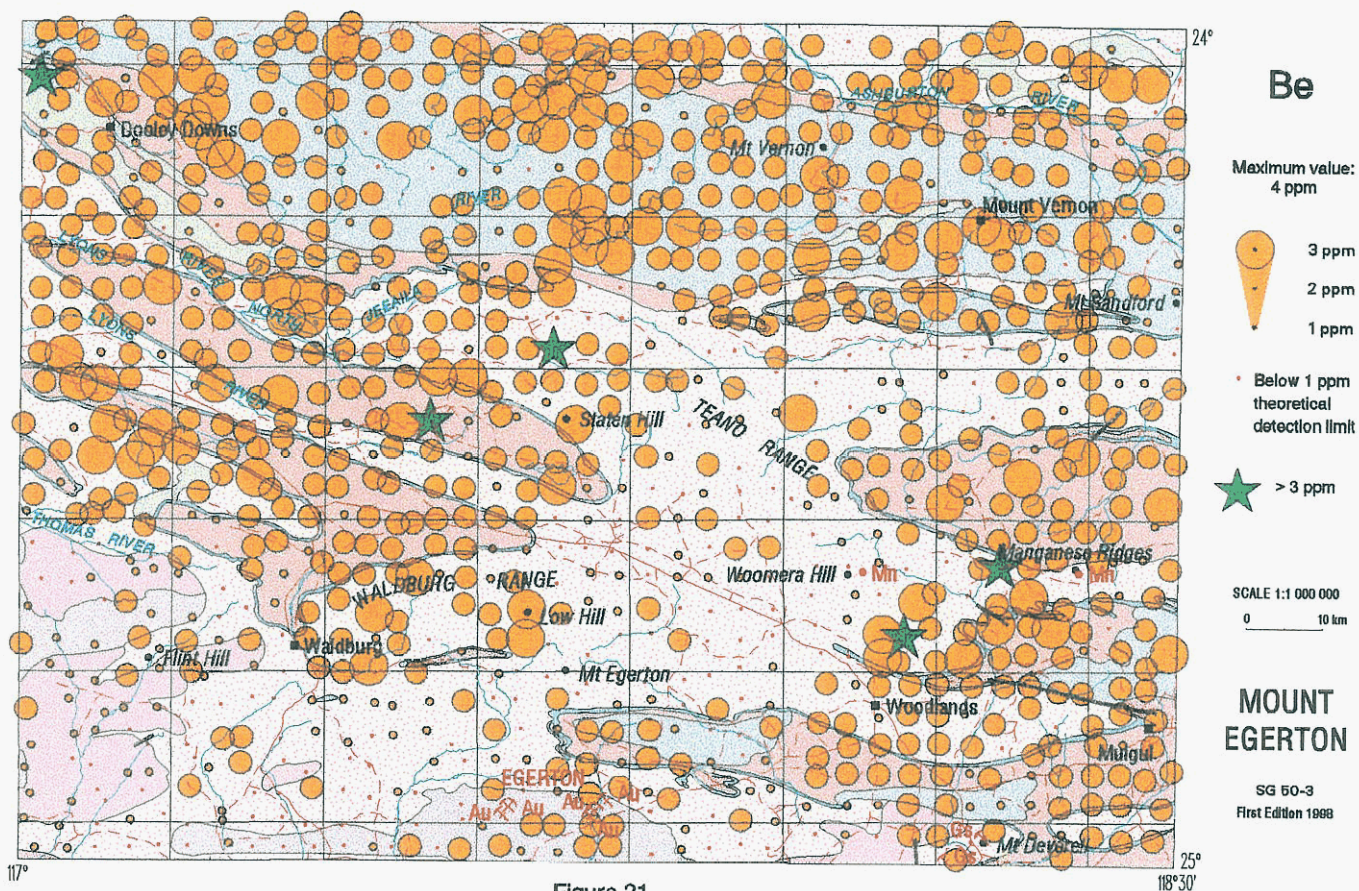 24°
Be
ASHBURTON
RIVER
Dooley Downs
Mt Vernon
Maximum value:
4 ppm
RIVER
Mount Vernon
LYONS
RIVER
3 ppm
2 ppm
1 ppm
NORTH
Mt Sandford
LYONS
RIVER
Below 1 ppm
theoretical
detection limit
TEANO
RANGE
Staten Hill
> 3 ppm
THOMAS RIVER
Manganese Ridges
Woomera Hill
Mn
Mn
WALDBURG
RANGE
SCALE 1:1 000 000
0 10 km
Low Hill
Waldburg
Flint Hill
Mt Egerton
Woodlands
MOUNT
EGERTON
Mulgul
EGERTON
Au
Au
Au
Au
Au
SG 50-3
First Edition 1998
Gs
Mt Deverell
Gs
117°
25°
118°30'
Figure 21